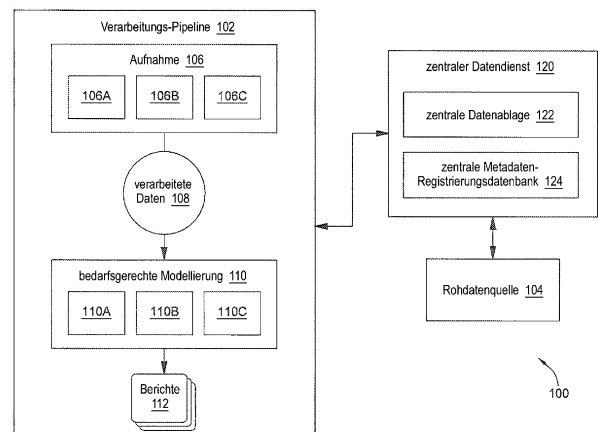 Verarbeitungs-Pipeline 102
Aufnahme 106
106A 106B 106C
verarbeitete
Daten 108
bedarfsgerechte Modellierung 110
110A 110B 110C
Berichte
112
zentraler Datendienst 120
zentrale Datenablage 122
zentrale Metadaten-
Registrierungsdatenbank 124
Rohdatenquelle 104
100